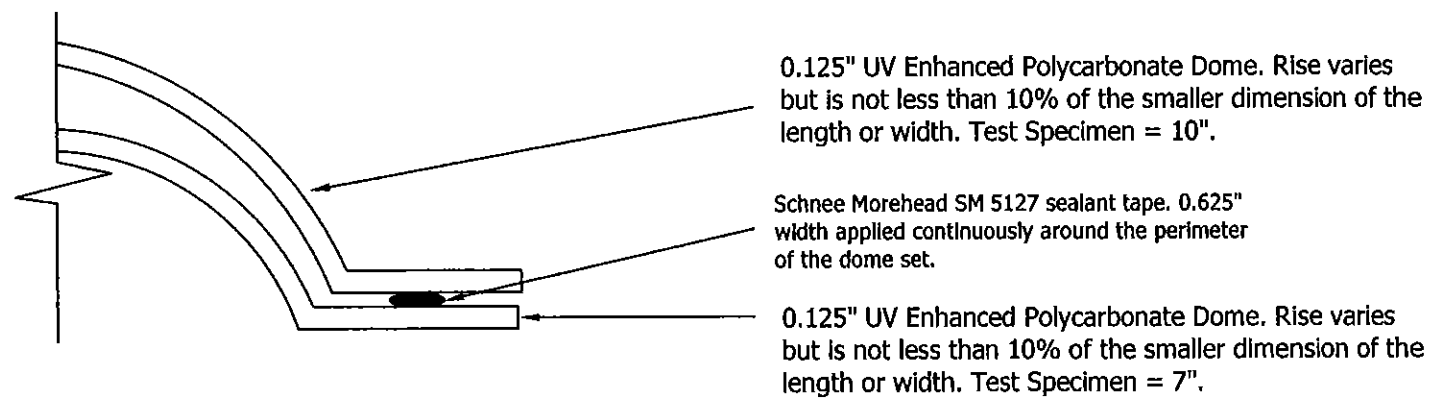 0.125" UV Enhanced Polycarbonate Dome. Rise varies
but is not less than 10% of the smaller dimension of the
length or width. Test Specimen = 10".
Schnee Morehead SM 5127 sealant tape. 0.625"
width applied continuously around the perimeter
of the dome set.
0.125" UV Enhanced Polycarbonate Dome. Rise varies
but is not less than 10% of the smaller dimension of the
length or width. Test Specimen = 7".